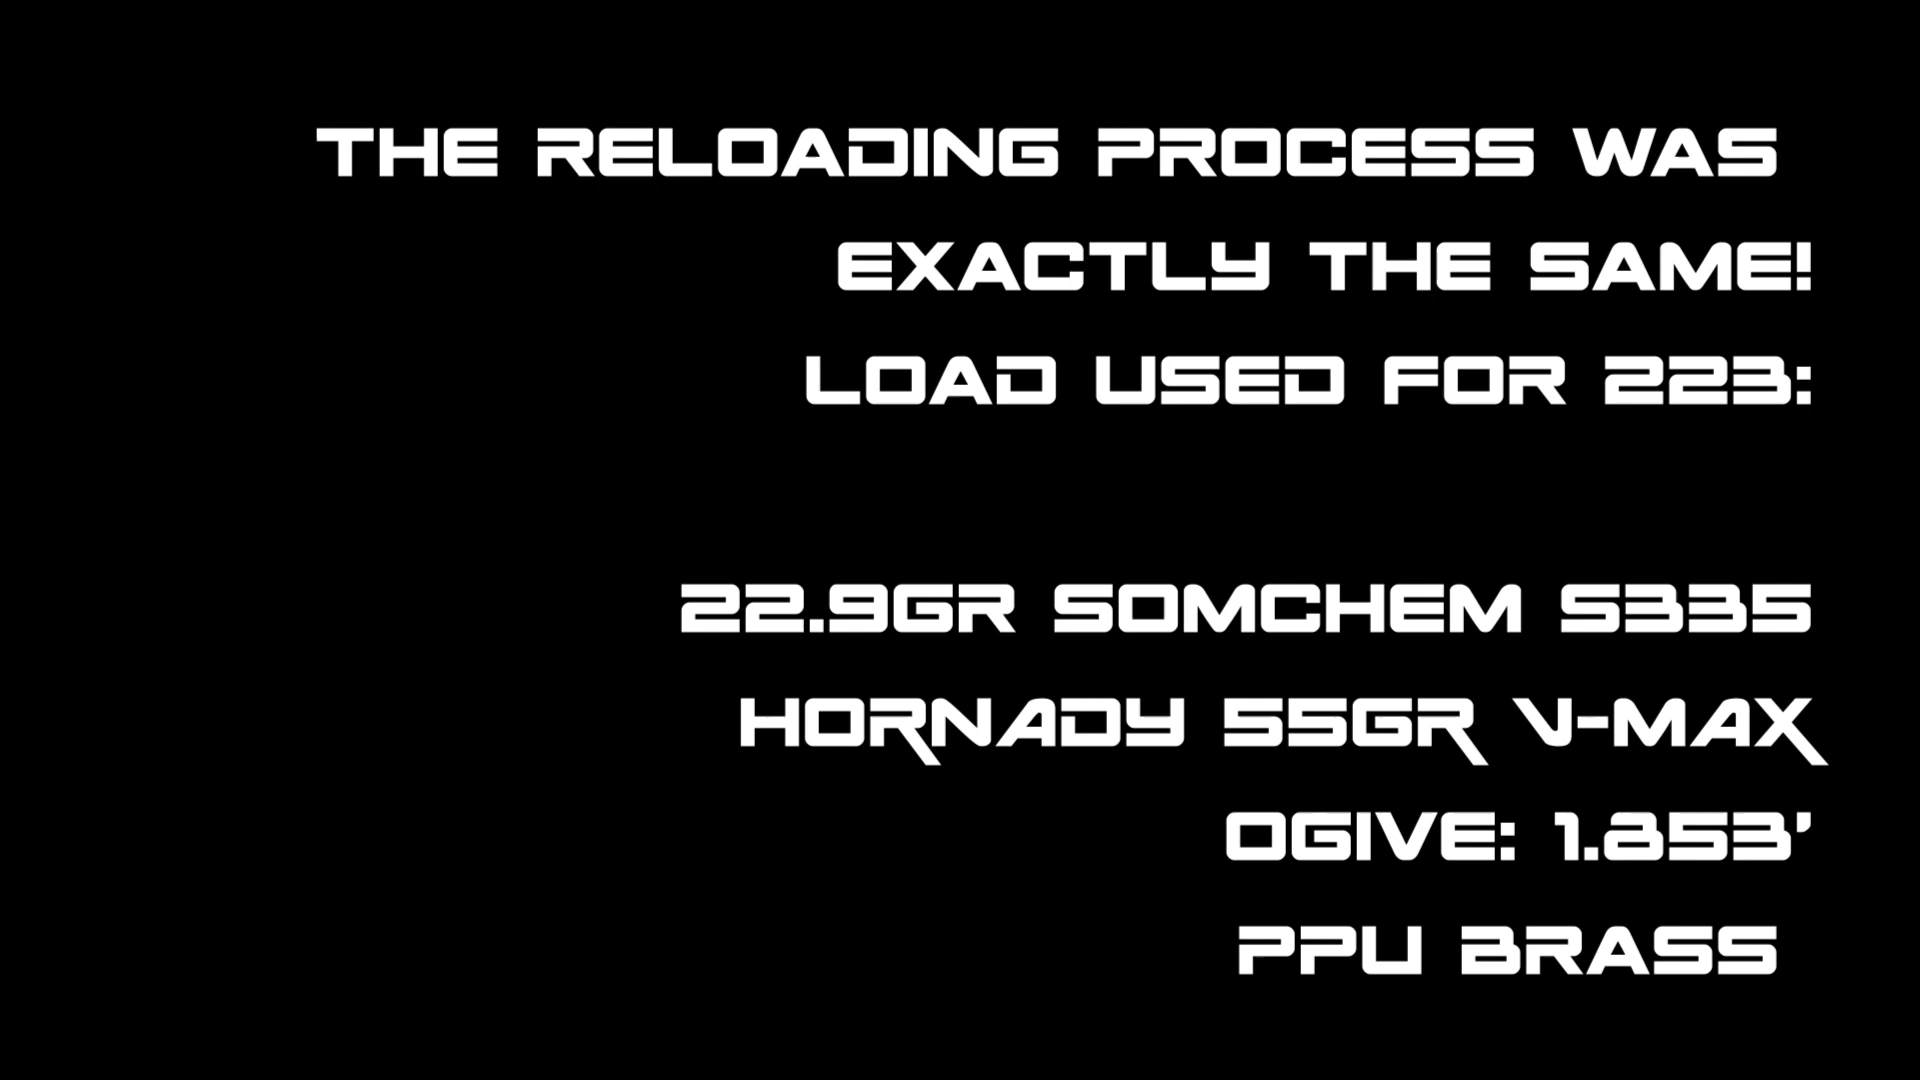 THE RELOADING PROCESS WAS
EXACTLY THE SAME!
LOAD USED FOR 223:
22.9GR SOMCHEM S335
HORNADY 55GR V-MAX
OGIVE: 1.853'
PPU BRASS